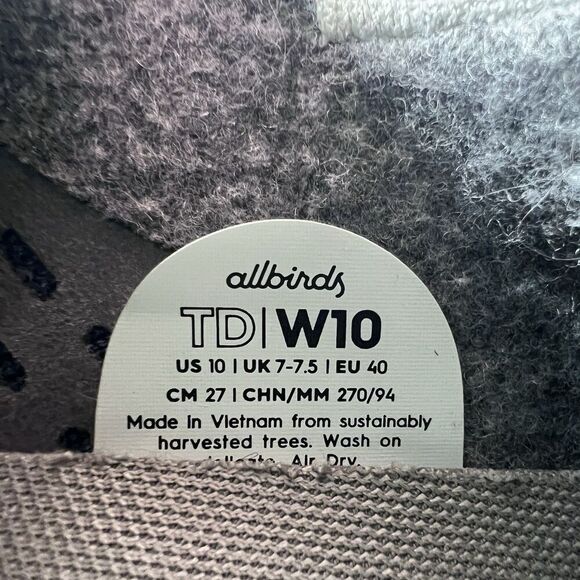 allbirds
TD|W10
US 10 | UK 7-7.5 | EU 40
CM 27 | CHN/MM 270/94
Made in Vietnam from sustainably
harvested trees. Wash on
Air Dry.